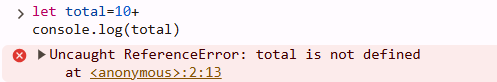 let total=10+
console.log(total)
Uncaught ReferenceError: total is not defined
at <anonymous>:2:13